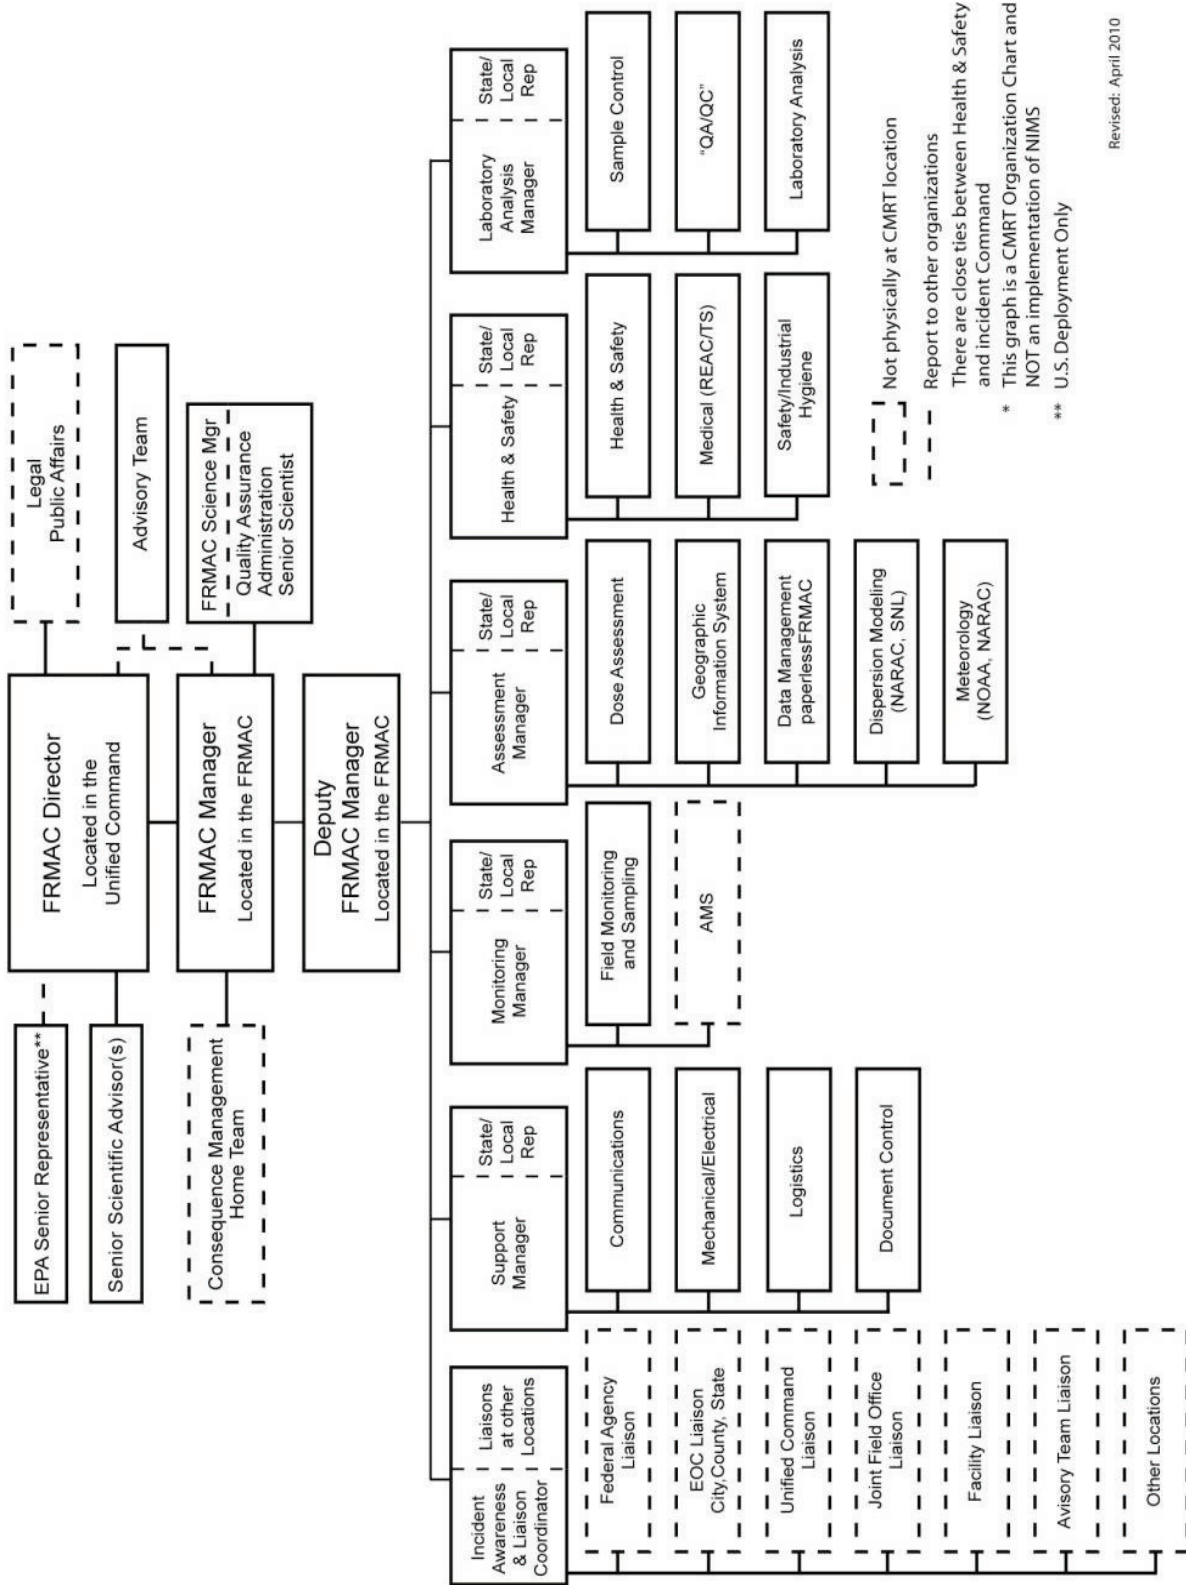 Legal
Public Affairs
EPA Senior Representative**
FRMAC Director
Located in the
Unified Command
Senior Scientific Advisor(s)
Advisory Team
Consequence Management
Home Team
FRMAC Manager
Located in the FRMAC
FRMAC Science Mgr
Quality Assurance
Administration
Senior Scientist
Deputy
FRMAC Manager
Located in the FRMAC
Incident
Awareness
& Liaison
Coordinator
Liaisons
at other
Locations
Federal Agency
Liaison
EOC Liaison
City,County, State
Unified Command
Liaison
Joint Field Office
Liaison
Facility Liaison
Avisory Team Liaison
Other Locations
Support
Manager
State/
Local
Rep
Communications
Mechanical/Electrical
Logistics
Document Control
Monitoring
Manager
State/
Local
Rep
Field Monitoring
and Sampling
AMS
Assessment
Manager
State/
Local
Rep
Dose Assessment
Geographic
Information System
Data Management
paperlessFRMAC
Dispersion Modeling
(NARAC, SNL)
Meteorology
(NOAA, NARAC)
Health & Safety
State/
Local
Rep
Health & Safety
Medical (REAC/TS)
Safety/Industrial
Hygiene
Laboratory
Analysis
Manager
State/
Local
Rep
Sample Control
"QA/QC"
Laboratory Analysis
Not physically at CMRT location
Report to other organizations
There are close ties between Health & Safety
and incident Command
* This graph is a CMRT Organization Chart and
NOT an implementation of NIMS
** U.S. Deployment Only
Revised: April 2010